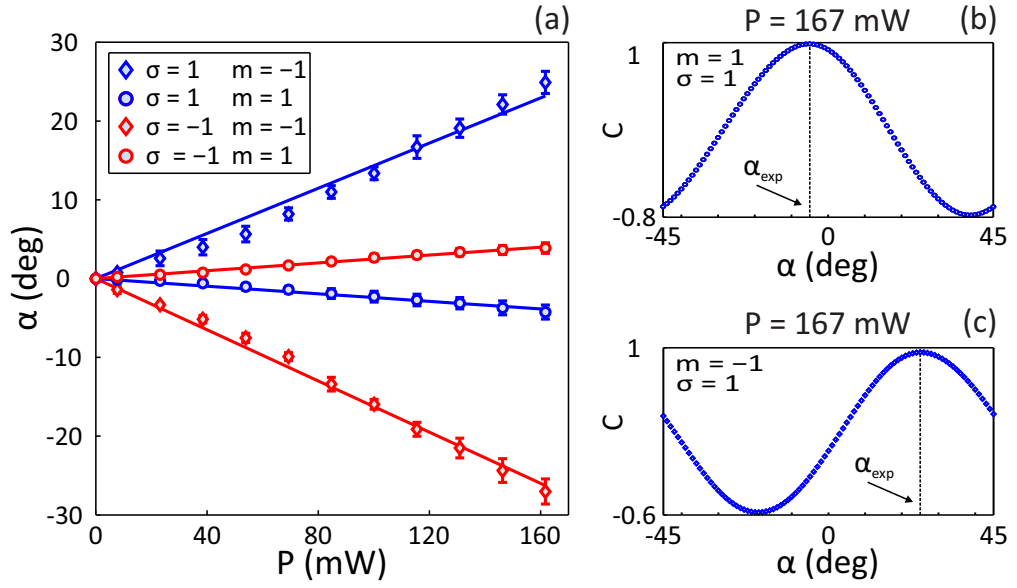 (a)
30
20
10
0
-10
-20
-30
α (deg)
σ = 1 m = −1
σ = 1 m = 1
σ = −1 m = −1
σ = −1 m = 1
0
40
80
120
160
P (mW)
P = 167 mW
(b)
1
C
-0.8
m = 1
σ = 1
αexp
-45
0
45
α (deg)
P = 167 mW
(c)
1
C
-0.6
m = −1
σ = 1
αexp
-45
0
45
α (deg)